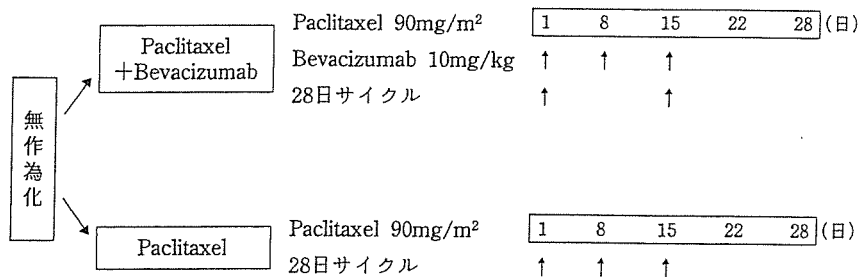 Paclitaxel 90mg/m² 1 8 15 22 28 (日)
Paclitaxel
+Bevacizumab
Bevacizumab 10mg/kg ↑ ↑ ↑
28日サイクル ↑ ↑
無作為化
Paclitaxel 90mg/m² 1 8 15 22 28 (日)
Paclitaxel
28日サイクル ↑ ↑ ↑